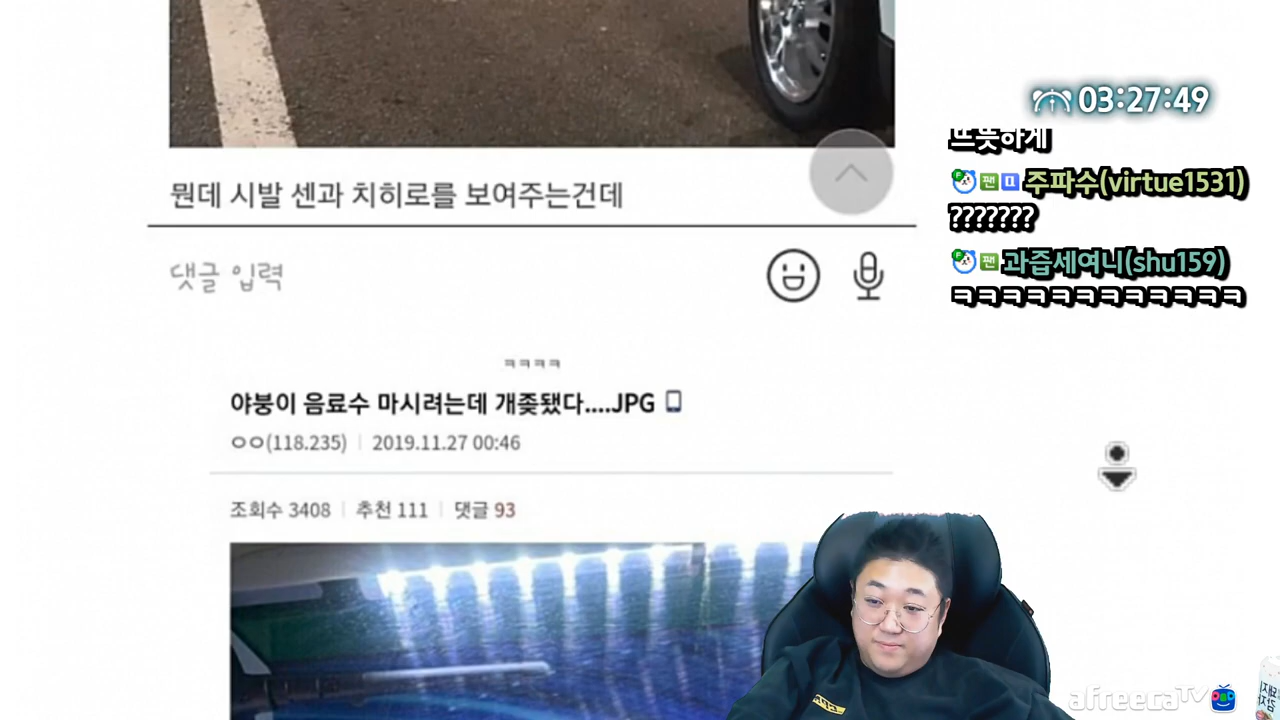 03:27:49
뜨뜻하게
주파수(virtue1531)
???????
과즙세여니(shu159)
ㅋㅋㅋㅋㅋㅋㅋㅋㅋㅋㅋㅋ
뭔데 시발 센과 치히로를 보여주는건데
댓글 입력
ㅋㅋㅋㅋ
야붕이 음료수 마시려는데 개좆됐다....JPG
ㅇㅇ(118.235) | 2019.11.27 00:46
조회수 3408 | 추천 111 | 댓글 93
afreecaTV